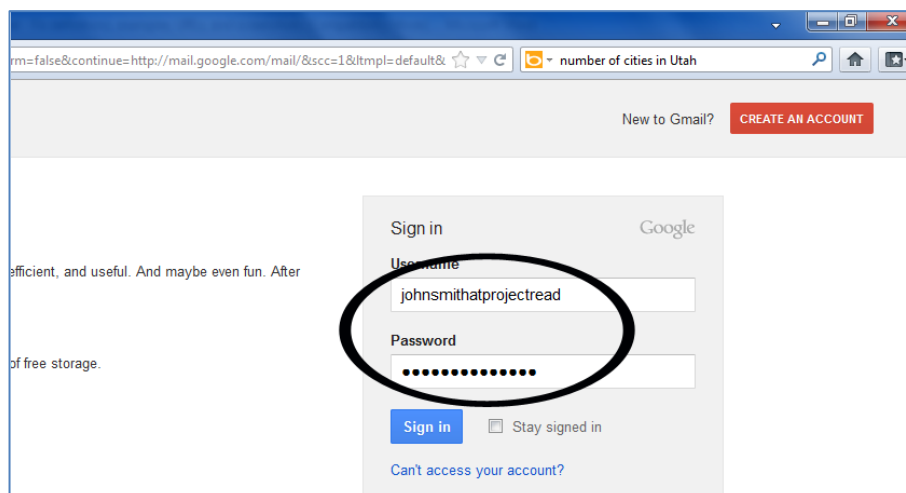 rm=false&continue=http://mail.google.com/mail/&scc=1&ltmpl=default& number of cities in Utah
New to Gmail? CREATE AN ACCOUNT
Sign in Google
Username
efficient, and useful. And maybe even fun. After
johnsmithatprojectread
Password
of free storage.
••••••••••••••
Sign in Stay signed in
Can't access your account?